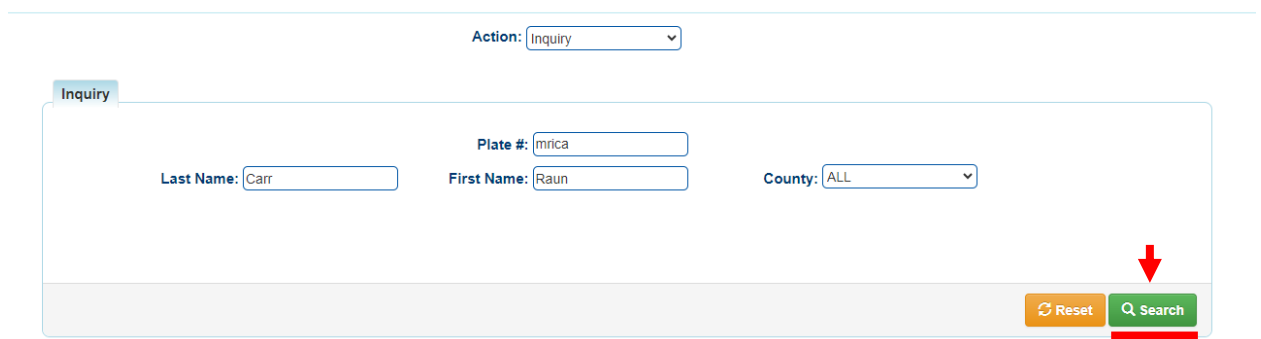 Action: Inquiry
Inquiry
Plate #: mrica
Last Name: Carr First Name: Raun County: ALL
Reset Search